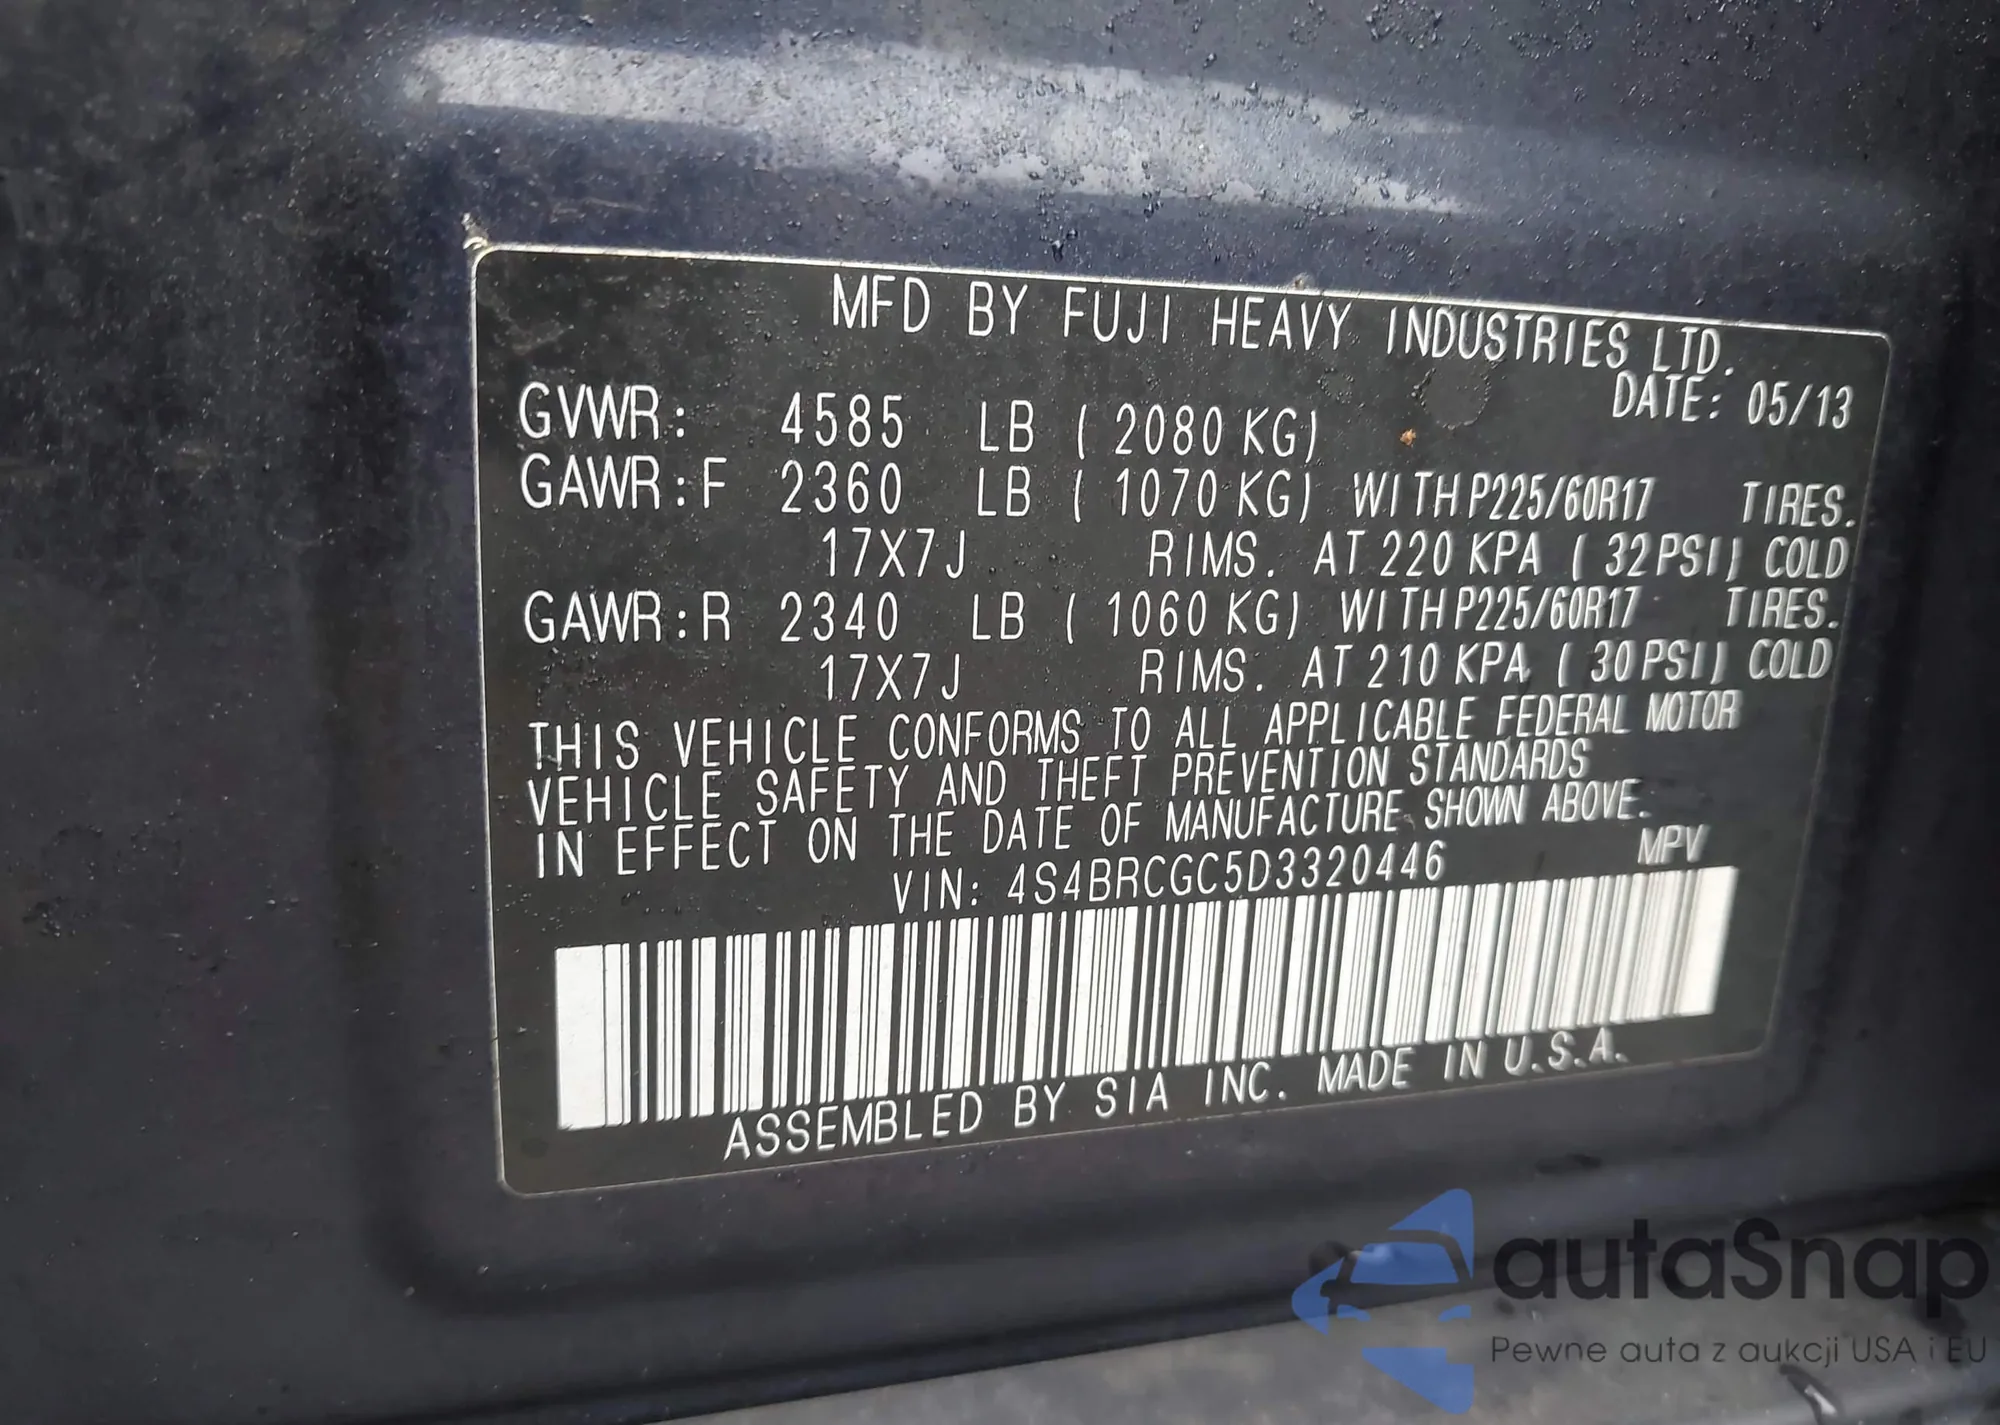 MFD BY FUJI HEAVY INDUSTRIES LTD.
DATE: 05/13
GVWR: 4585 LB ( 2080 KG)
GAWR:F 2360 LB ( 1070 KG) WITH P225/60R17 TIRES.
17X7J RIMS. AT 220 KPA ( 32 PSI) COLD
GAWR:R 2340 LB ( 1060 KG) WITH P225/60R17 TIRES.
17X7J RIMS. AT 210 KPA ( 30 PSI) COLD
THIS VEHICLE CONFORMS TO ALL APPLICABLE FEDERAL MOTOR
VEHICLE SAFETY AND THEFT PREVENTION STANDARDS
IN EFFECT ON THE DATE OF MANUFACTURE SHOWN ABOVE.
VIN: 4S4BRCGC5D3320446 MPV
ASSEMBLED BY SIA INC. MADE IN U.S.A.
autaSnap
Pewne auta z aukcji USA i EU